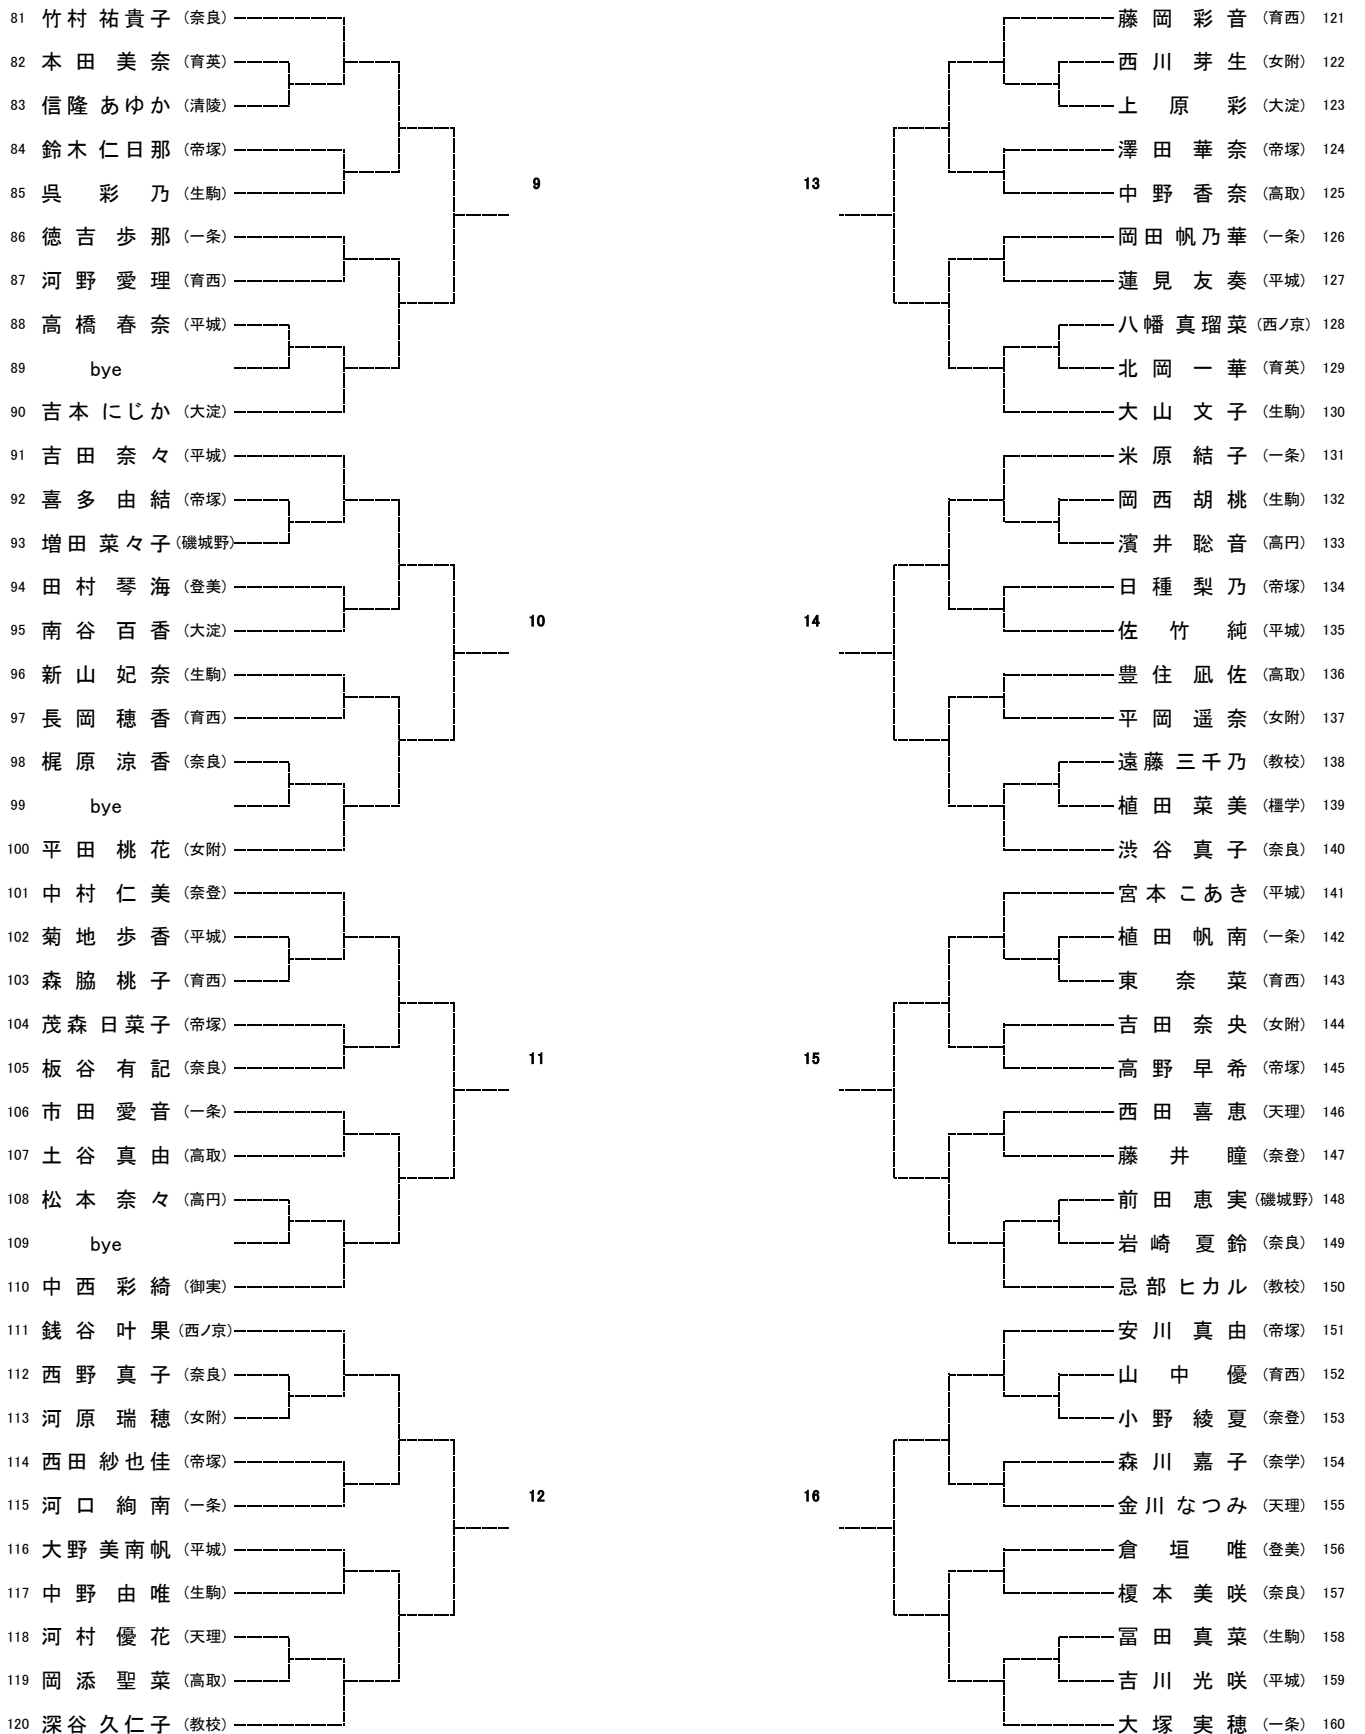 81 竹村 祐貴子 (奈良)
82 本田 美奈 (育英)
83 信隆 あゆか (清陵)
84 鈴木 仁日那 (帝塚)
85 呉 彩乃 (生駒)
9
86 徳吉 歩那 (一条)
87 河野 愛理 (育西)
88 高橋 春奈 (平城)
89 bye
90 吉本 にじか (大淀)
91 吉田 奈々 (平城)
92 喜多 由結 (帝塚)
93 増田 菜々子 (磯城野)
94 田村 琴海 (登美)
95 南谷 百香 (大淀)
10
96 新山 妃奈 (生駒)
97 長岡 穂香 (育西)
98 梶原 涼香 (奈良)
99 bye
100 平田 桃花 (女附)
101 中村 仁美 (奈登)
102 菊地 歩香 (平城)
103 森脇 桃子 (育西)
104 茂森 日菜子 (帝塚)
105 板谷 有記 (奈良)
11
106 市田 愛音 (一条)
107 土谷 真由 (高取)
108 松本 奈々 (高円)
109 bye
110 中西 彩綺 (御実)
111 銭谷 叶果 (西ノ京)
112 西野 真子 (奈良)
113 河原 瑞穂 (女附)
114 西田 紗也佳 (帝塚)
115 河口 絢南 (一条)
12
116 大野 美南帆 (平城)
117 中野 由唯 (生駒)
118 河村 優花 (天理)
119 岡添 聖菜 (高取)
120 深谷 久仁子 (教校)
藤岡 彩音 (育西) 121
西川 芽生 (女附) 122
上原 彩 (大淀) 123
澤田 華奈 (帝塚) 124
13
中野 香奈 (高取) 125
岡田 帆乃華 (一条) 126
蓮見 友奏 (平城) 127
八幡 真瑠菜 (西ノ京) 128
北岡 一華 (育英) 129
大山 文子 (生駒) 130
米原 結子 (一条) 131
岡西 胡桃 (生駒) 132
濱井 聡音 (高円) 133
日種 梨乃 (帝塚) 134
14
佐竹 純 (平城) 135
豊住 凪佐 (高取) 136
平岡 遥奈 (女附) 137
遠藤 三千乃 (教校) 138
植田 菜美 (橿学) 139
渋谷 真子 (奈良) 140
宮本 こあき (平城) 141
植田 帆南 (一条) 142
東 奈菜 (育西) 143
吉田 奈央 (女附) 144
15
高野 早希 (帝塚) 145
西田 喜恵 (天理) 146
藤井 瞳 (奈登) 147
前田 恵実 (磯城野) 148
岩崎 夏鈴 (奈良) 149
忌部 ヒカル (教校) 150
安川 真由 (帝塚) 151
山中 優 (育西) 152
小野 綾夏 (奈登) 153
森川 嘉子 (奈学) 154
16
金川 なつみ (天理) 155
倉垣 唯 (登美) 156
榎本 美咲 (奈良) 157
冨田 真菜 (生駒) 158
吉川 光咲 (平城) 159
大塚 実穂 (一条) 160